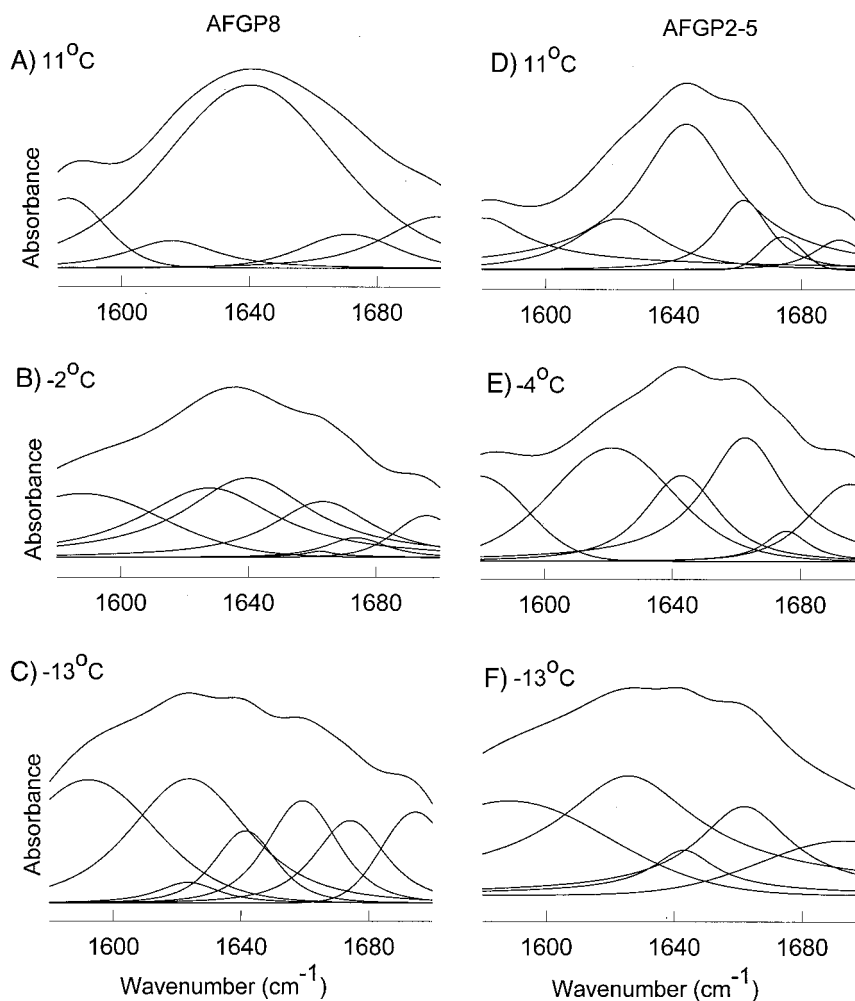 AFGP8
AFGP2-5
A) 11°C
D) 11°C
Absorbance
1600 1640 1680
1600 1640 1680
B) -2°C
E) -4°C
Absorbance
1600 1640 1680
1600 1640 1680
C) -13°C
F) -13°C
Absorbance
1600 1640 1680
1600 1640 1680
Wavenumber (cm⁻¹)
Wavenumber (cm⁻¹)